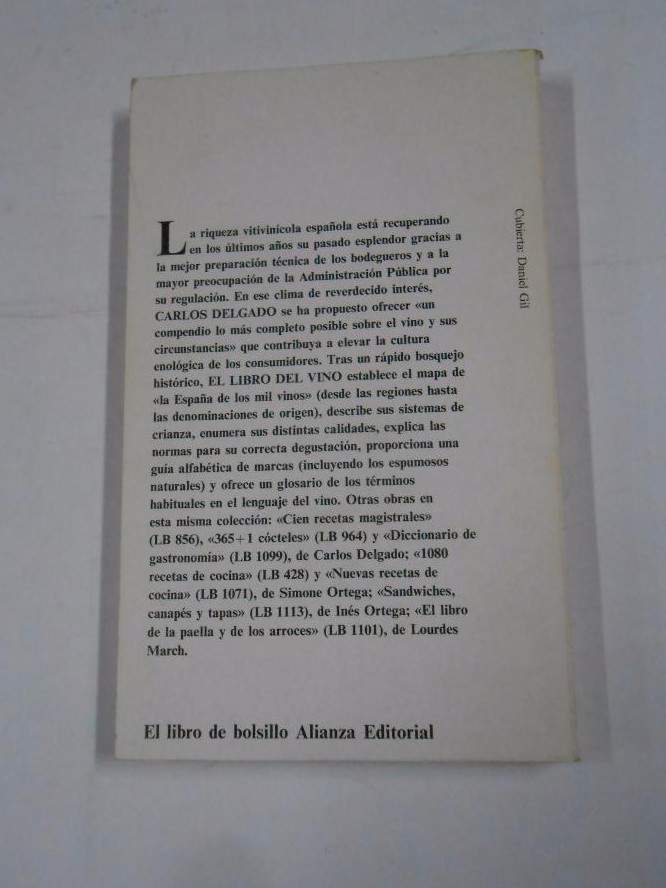 La riqueza vitivinícola española está recuperando
en los últimos años su pasado esplendor gracias a
la mejor preparación técnica de los bodegueros y a la
mayor preocupación de la Administración Pública por
su regulación. En ese clima de reverdecido interés,
CARLOS DELGADO se ha propuesto ofrecer «un
compendio lo más completo posible sobre el vino y sus
circunstancias» que contribuya a elevar la cultura
enológica de los consumidores. Tras un rápido bosquejo
histórico, EL LIBRO DEL VINO establece el mapa de
«la España de los mil vinos» (desde las regiones hasta
las denominaciones de origen), describe sus sistemas de
crianza, enumera sus distintas calidades, explica las
normas para su correcta degustación, proporciona una
guía alfabética de marcas (incluyendo los espumosos
naturales) y ofrece un glosario de los términos
habituales en el lenguaje del vino. Otras obras en
esta misma colección: «Cien recetas magistrales»
(LB 856), «365+1 cócteles» (LB 964) y «Diccionario de
gastronomía» (LB 1099), de Carlos Delgado; «1080
recetas de cocina» (LB 428) y «Nuevas recetas de
cocina» (LB 1071), de Simone Ortega; «Sandwiches,
canapés y tapas» (LB 1113), de Inés Ortega; «El libro
de la paella y de los arroces» (LB 1101), de Lourdes
March.
El libro de bolsillo Alianza Editorial
Cubierta: Daniel Gil